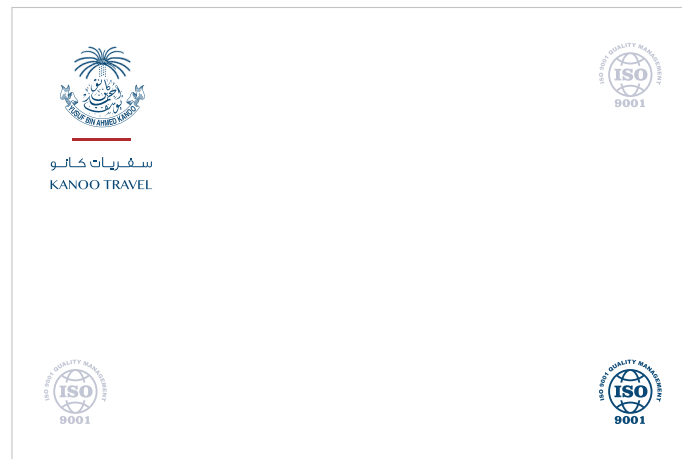 ISO 9001 QUALITY MANAGEMENT
ISO
9001
YUSUF BIN AHMED KANOO
سفريات كانو
KANOO TRAVEL
ISO 9001 QUALITY MANAGEMENT
ISO
9001
ISO 9001 QUALITY MANAGEMENT
ISO
9001